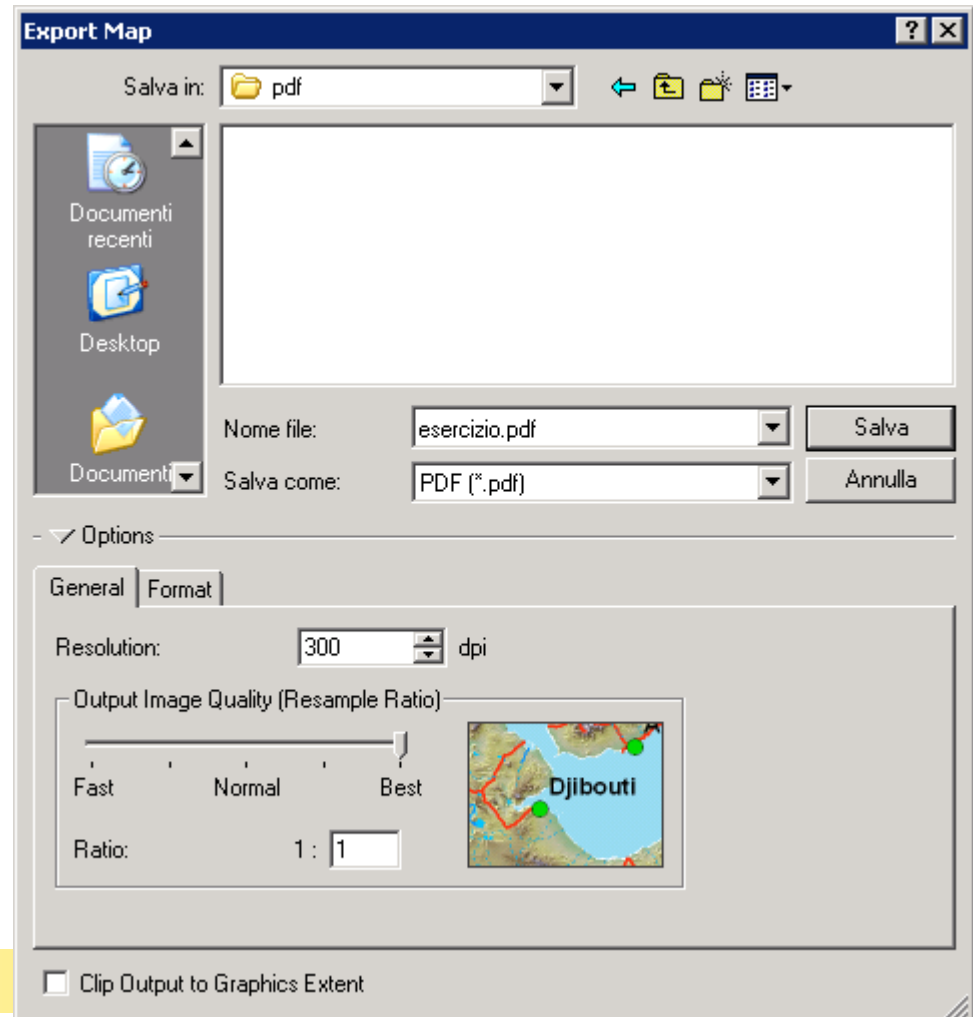 Export Map
Salva in: pdf
Documenti
recenti
Desktop
Documenti
Nome file: esercizio.pdf Salva
Salva come: PDF (*.pdf) Annulla
Options
General Format
Resolution: 300 dpi
Output Image Quality (Resample Ratio)
Fast Normal Best
Djibouti
Ratio: 1 : 1
Clip Output to Graphics Extent